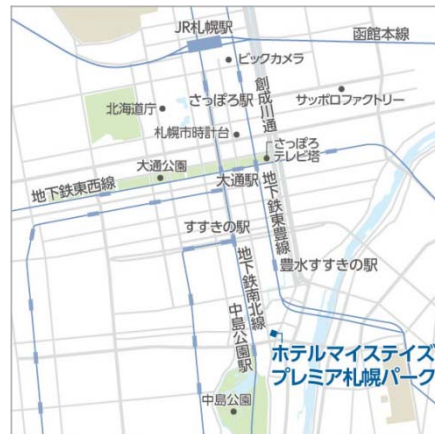 JR札幌駅
函館本線
ビックカメラ
創成川通
さっぽろ駅
サッポロファクトリー
北海道庁
札幌市時計台
さっぽろ
テレビ塔
大通公園
大通駅
地下鉄東西線
地下鉄東豊線
すすきの駅
豊水すすきの駅
地下鉄南北線
中島公園駅
ホテルマイステイズ
プレミア札幌パーク
中島公園